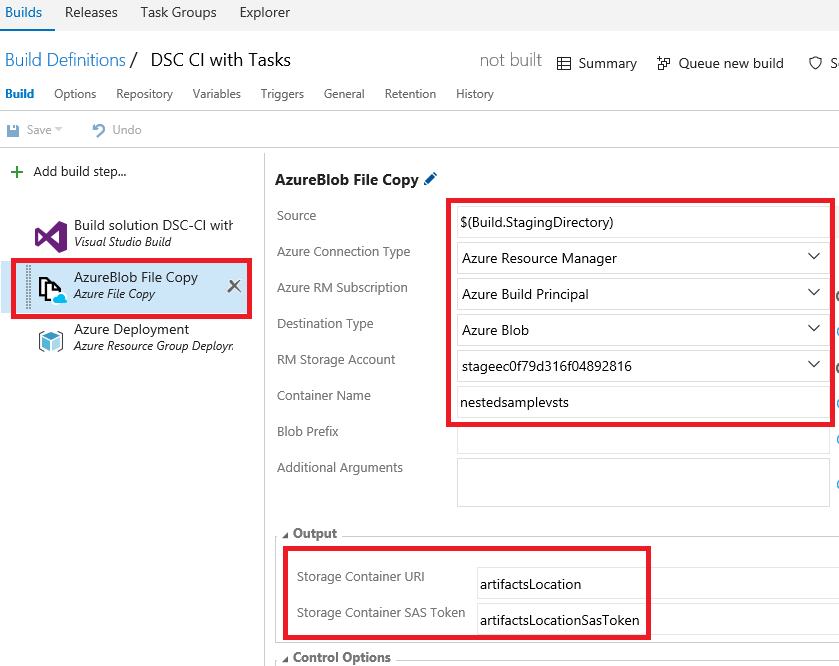 Builds Releases Task Groups Explorer
Build Definitions / DSC CI with Tasks not built Summary Queue new build S
Build Options Repository Variables Triggers General Retention History
Save Undo
Add build step...
Build solution DSC-CI with
Visual Studio Build
AzureBlob File Copy
Azure File Copy
Azure Deployment
Azure Resource Group Deployr
AzureBlob File Copy
Source $(Build.StagingDirectory)
Azure Connection Type Azure Resource Manager
Azure RM Subscription Azure Build Principal
Destination Type Azure Blob
RM Storage Account stageec0f79d316f04892816
Container Name nestedsamplevsts
Blob Prefix
Additional Arguments
Output
Storage Container URI artifactsLocation
Storage Container SAS Token artifactsLocationSasToken
Control Options